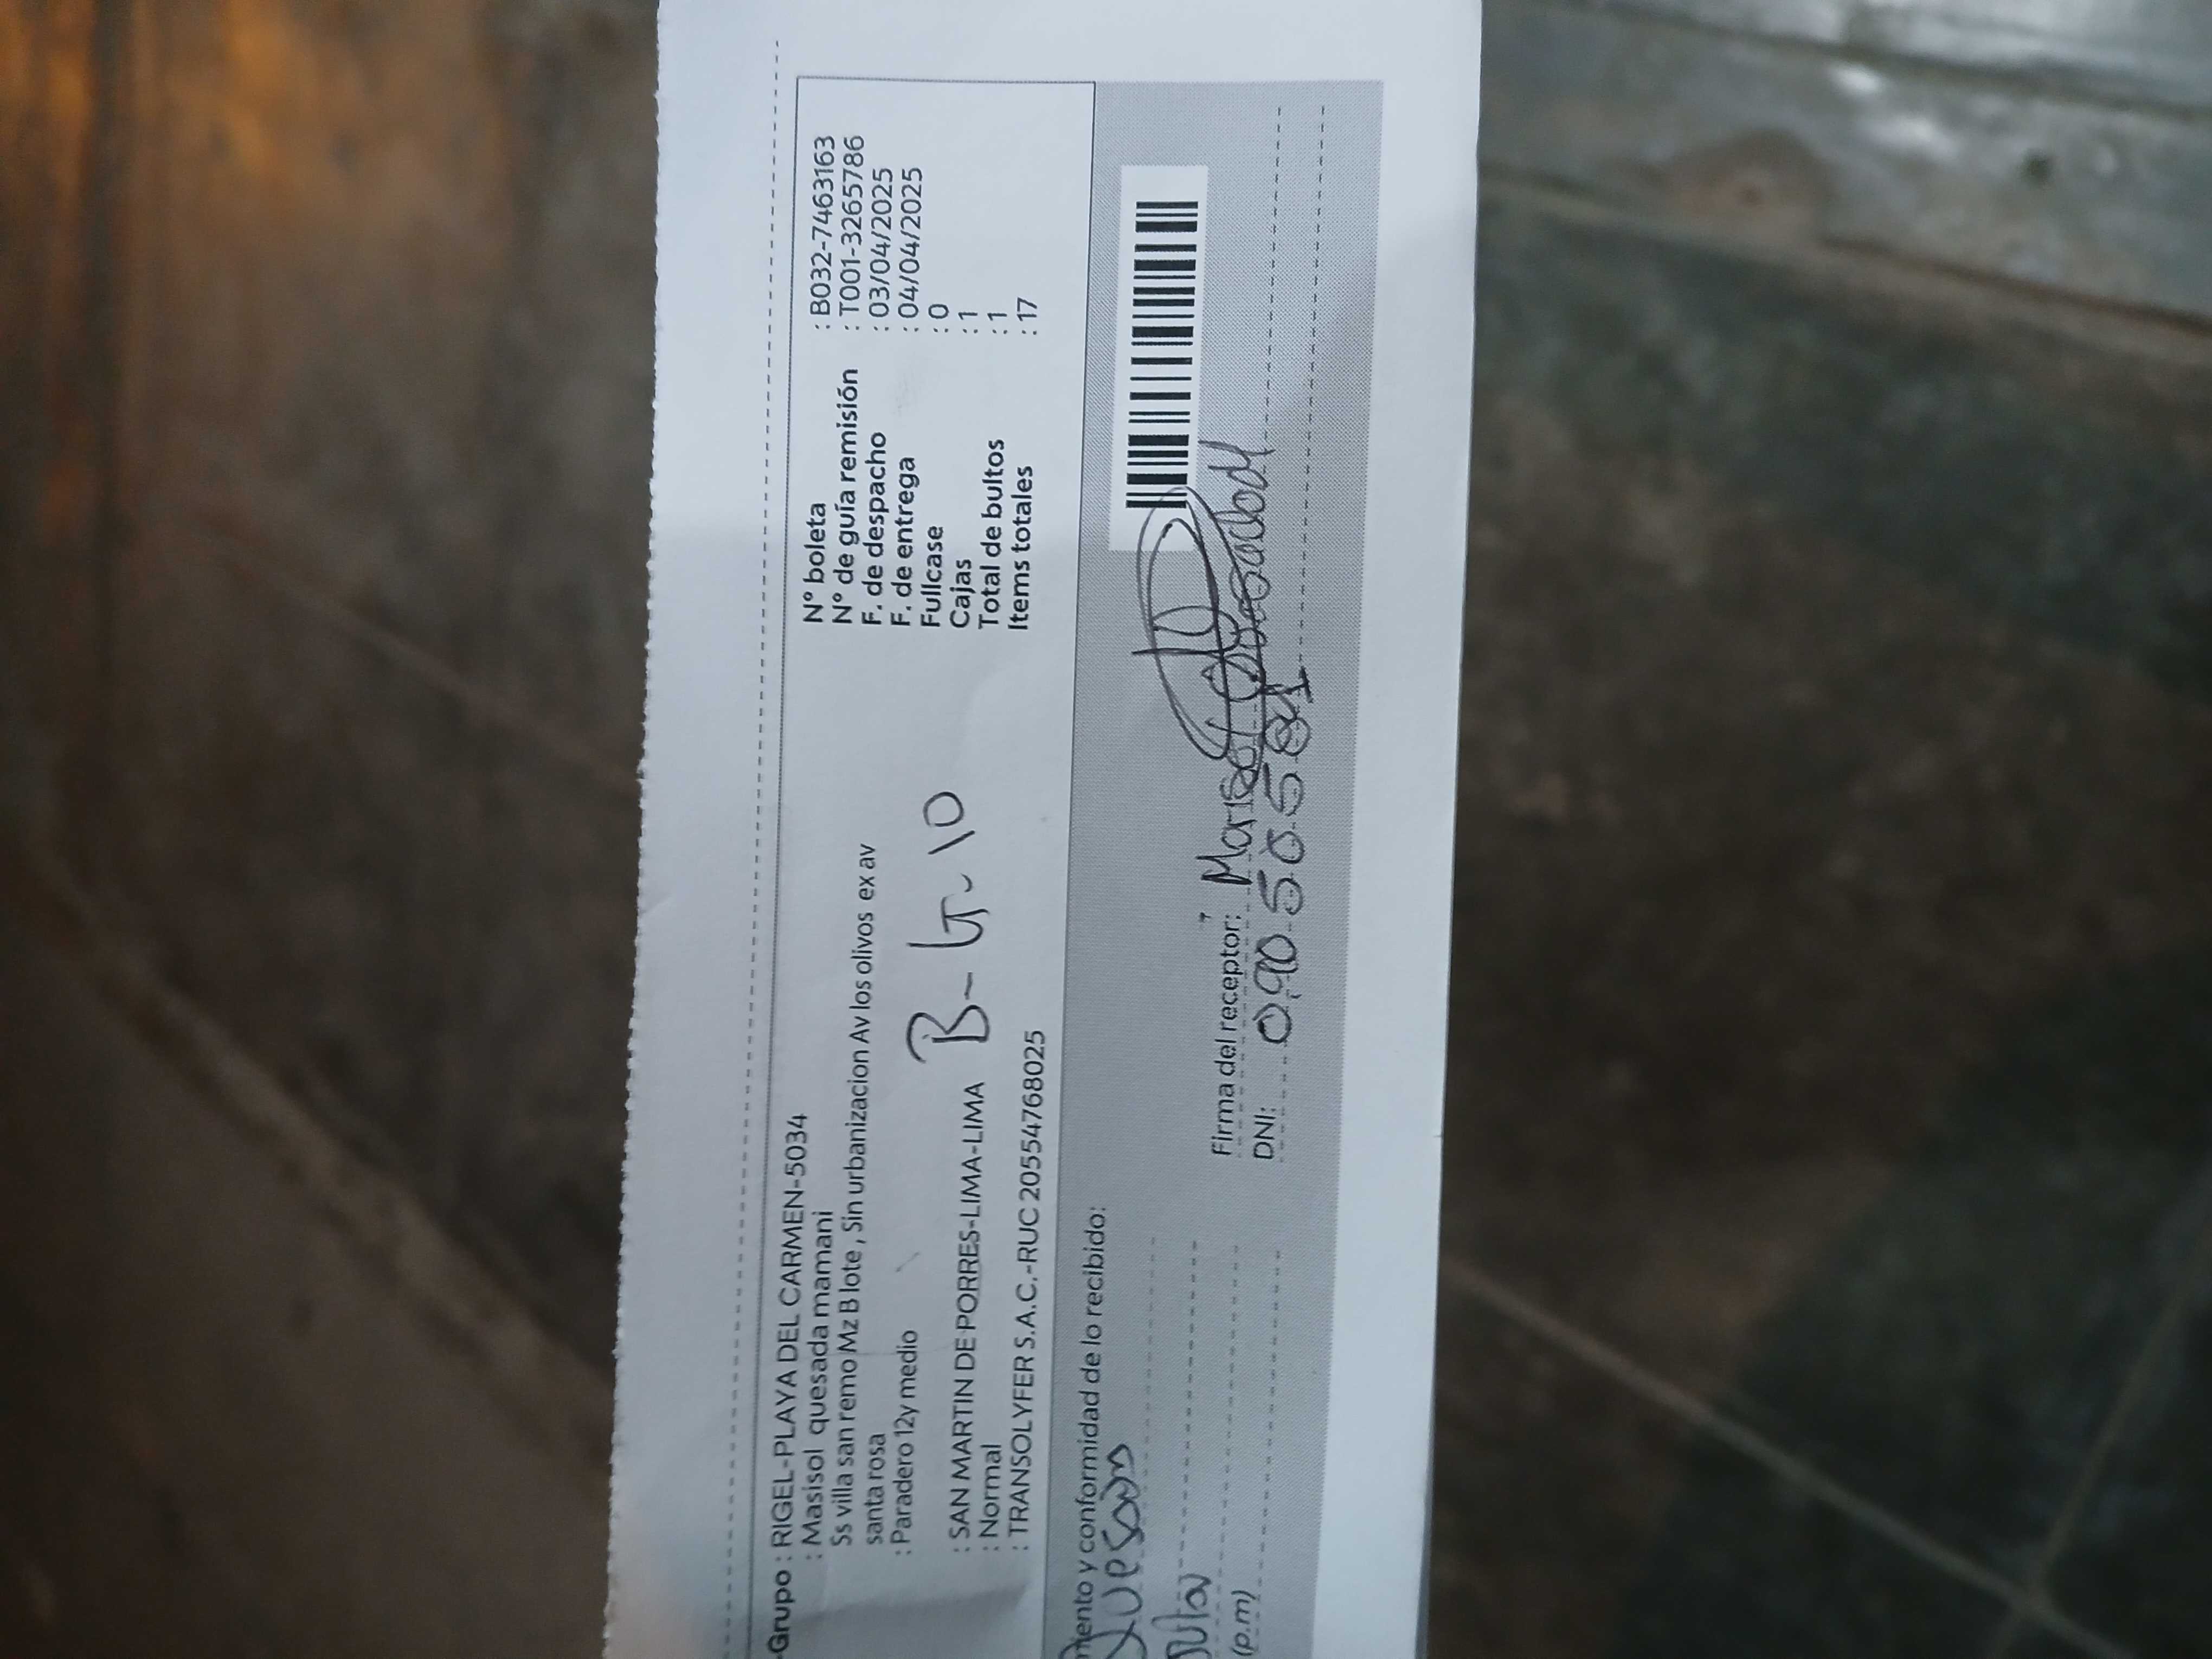 Grupo : RIGEL-PLAYA DEL CARMEN-5034
: Masisol quesada mamani
Ss villa san remo Mz B lote , Sin urbanizacion Av los olivos ex av
santa rosa
: Paradero 12y medio
B-
10
: SAN MARTIN DE PORRES-LIMA-LIMA
: Normal
: TRANSOLYFER S.A.C.-RUC 20554768025
N° boleta : B032-7463163
N° de guía remisión : T001-3265786
F. de despacho : 03/04/2025
F. de entrega : 04/04/2025
Fullcase : 0
Cajas : 1
Total de bultos : 1
Items totales : 17
miento y conformidad de lo recibido:
(p.m)
Firma del receptor:
DNI: